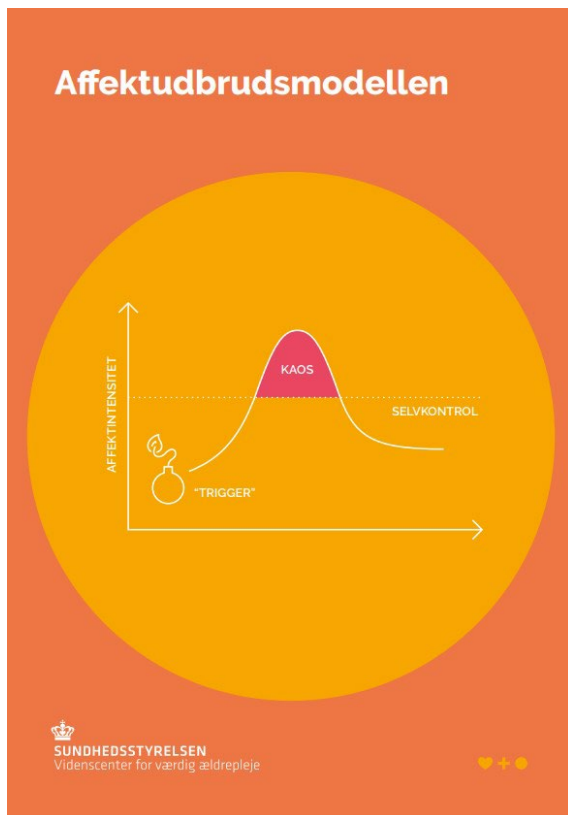 Affektudbrudsmodellen
AFFEKTINTENSITET
KAOS
SELVKONTROL
"TRIGGER"
SUNDHEDSSTYRELSEN
Videnscenter for værdig ældrepleje